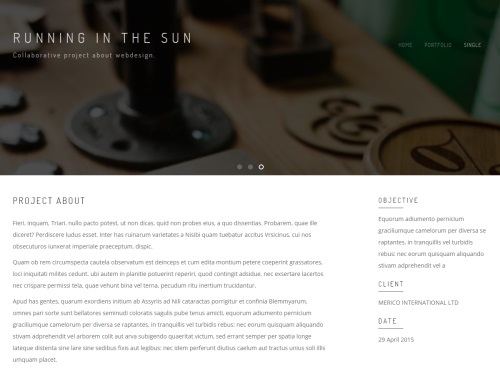 RUNNING IN THE SUN
Collaborative project about webdesign.
HOME PORTFOLIO SINGLE
PROJECT ABOUT
Fieri, inquam, Triari, nullo pacto potest, ut non dicas, quid non probes eius, a quo dissentias. Probarem, quae ille
diceret? Perdiscere ludus esset. Inter has ruinarum varietates a Nisibi quam tuebatur accitus Vrsicinus, cui nos
obsecuturos iunxerat imperiale praeceptum, dispic.
Quam ob rem circumspecta cautela observatum est deinceps et cum edita montium petere coeperint grassatores,
loci iniquitati milites cedunt. ubi autem in planitie potuerint reperiri, quod contingit adsidue, nec exsertare lacertos
nec crispare permissi tela, quae vehunt bina vel terna, pecudum ritu inertium trucidantur.
Apud has gentes, quarum exordiens initium ab Assyriis ad Nili cataractas porrigitur et confinia Blemmyarum,
omnes pari sorte sunt bellatores seminudi coloratis sagulis pube tenus amicti, equorum adiumento pernicium
graciliumque camelorum per diversa se raptantes, in tranquillis vel turbidis rebus: nec eorum quisquam aliquando
stivam adprehendit vel arborem colit aut arva subigendo quaeritat victum, sed errant semper per spatia longe
lateque distenta sine lare sine sedibus fixis aut legibus: nec idem perferunt diutius caelum aut tractus unius soli illis
umquam placet.
OBJECTIVE
Equorum adiumento pernicium
graciliumque camelorum per diversa se
raptantes, in tranquillis vel turbidis
rebus: nec eorum quisquam aliquando
stivam adprehendit vel a
CLIENT
MERICO INTERNATIONAL LTD
DATE
29 April 2015